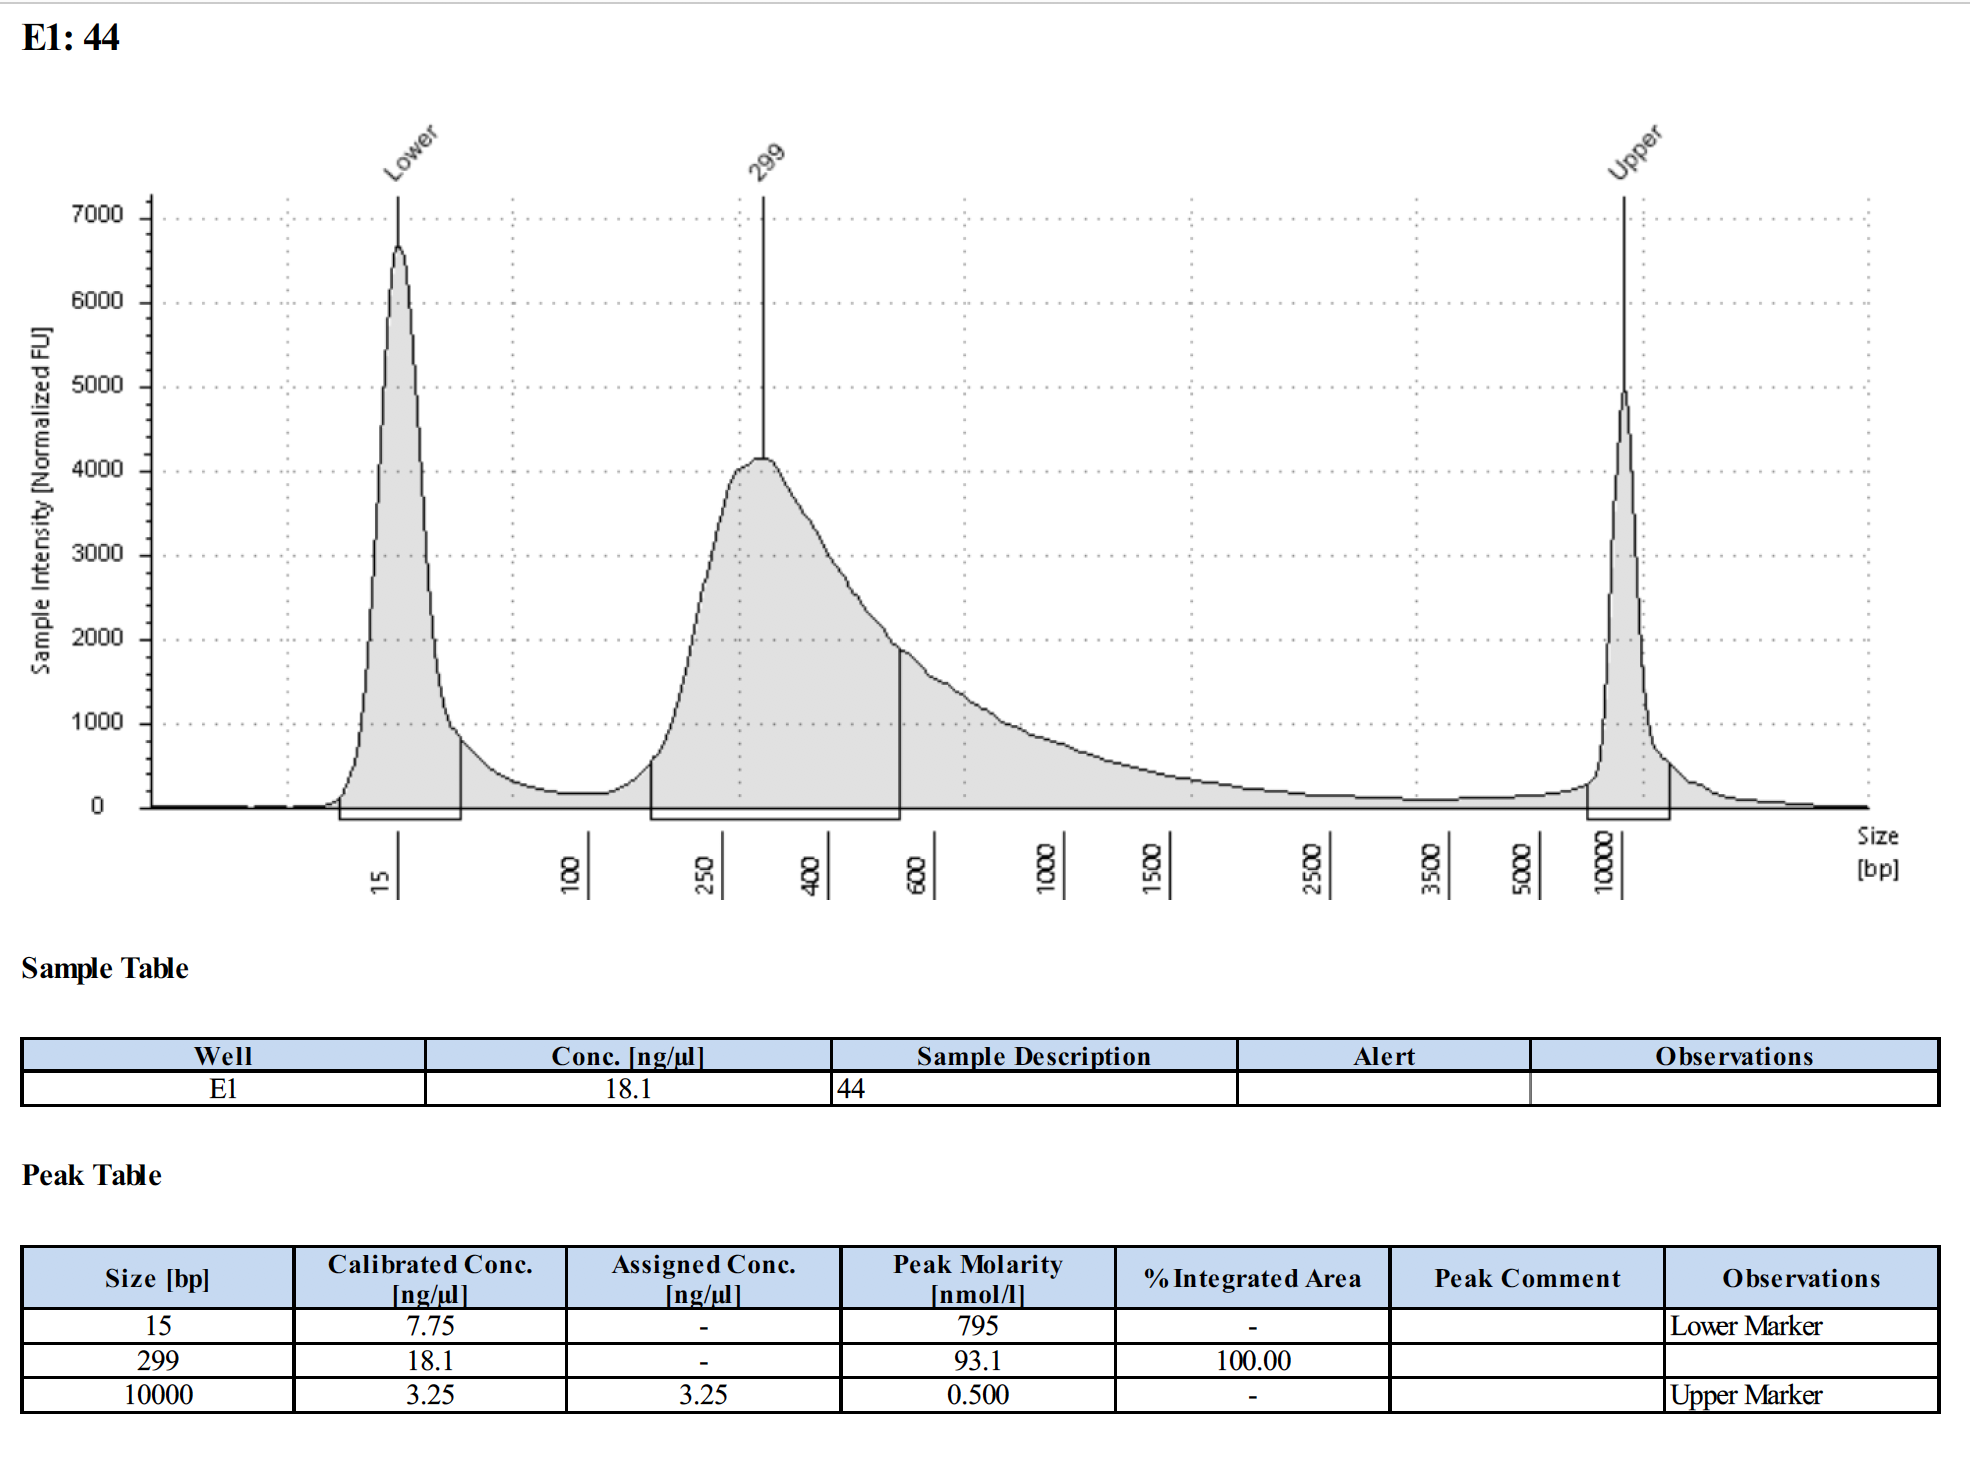 E1: 44
Lower
299
Upper
Sample Intensity [Normalized FU]
7000
6000
5000
4000
3000
2000
1000
0
15
100
250
400
600
1000
1500
2500
3500
5000
10000
Size
[bp]
Sample Table
Well Conc. [ng/µl] Sample Description Alert Observations
E1 18.1 44
Peak Table
Size [bp] Calibrated Conc. [ng/µl] Assigned Conc. [ng/µl] Peak Molarity [nmol/l] % Integrated Area Peak Comment Observations
15 7.75 - 795 - Lower Marker
299 18.1 - 93.1 100.00
10000 3.25 3.25 0.500 - Upper Marker